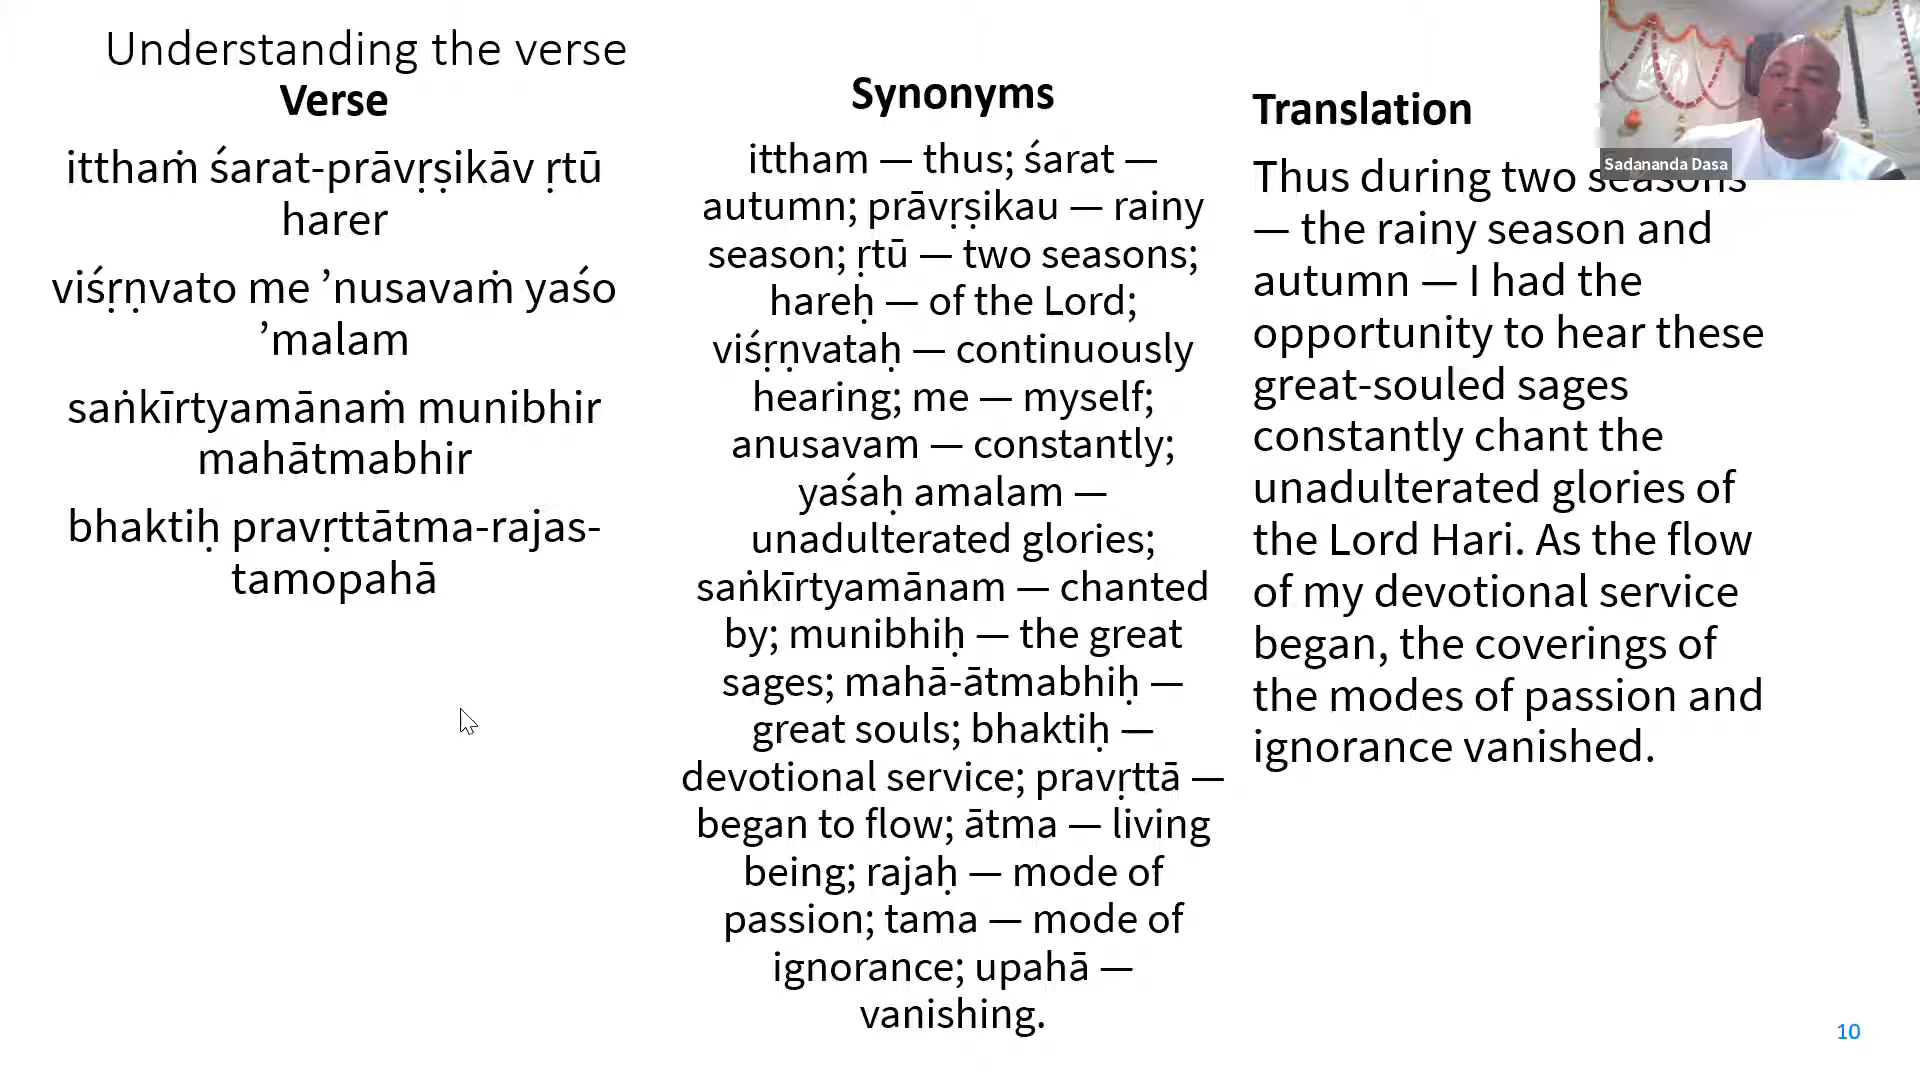 Understanding the verse
Verse
itthaṁ śarat-prāvṛṣikāv ṛtū
harer
viśṛṇvato me ’nusavaṁ yaśo
’malam
saṅkīrtyamānaṁ munibhir
mahātmabhir
bhaktiḥ pravṛttātma-rajas-
tamopahā
Synonyms
ittham — thus; śarat —
autumn; prāvṛṣikau — rainy
season; ṛtū — two seasons;
hareḥ — of the Lord;
viśṛṇvataḥ — continuously
hearing; me — myself;
anusavam — constantly;
yaśaḥ amalam —
unadulterated glories;
saṅkīrtyamānam — chanted
by; munibhiḥ — the great
sages; mahā-ātmabhiḥ —
great souls; bhaktiḥ —
devotional service; pravṛttā —
began to flow; ātma — living
being; rajaḥ — mode of
passion; tama — mode of
ignorance; upahā —
vanishing.
Translation
Thus during two seasons
— the rainy season and
autumn — I had the
opportunity to hear these
great-souled sages
constantly chant the
unadulterated glories of
the Lord Hari. As the flow
of my devotional service
began, the coverings of
the modes of passion and
ignorance vanished.
Sadananda Dasa
10